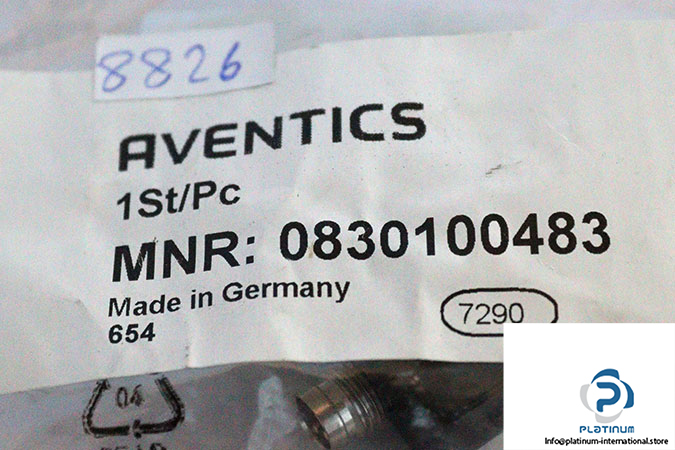 8826
AVENTICS
1St/Pc
MNR: 0830100483
Made in Germany
654
7290
04
PLATINUM
Info@platinum-international.store